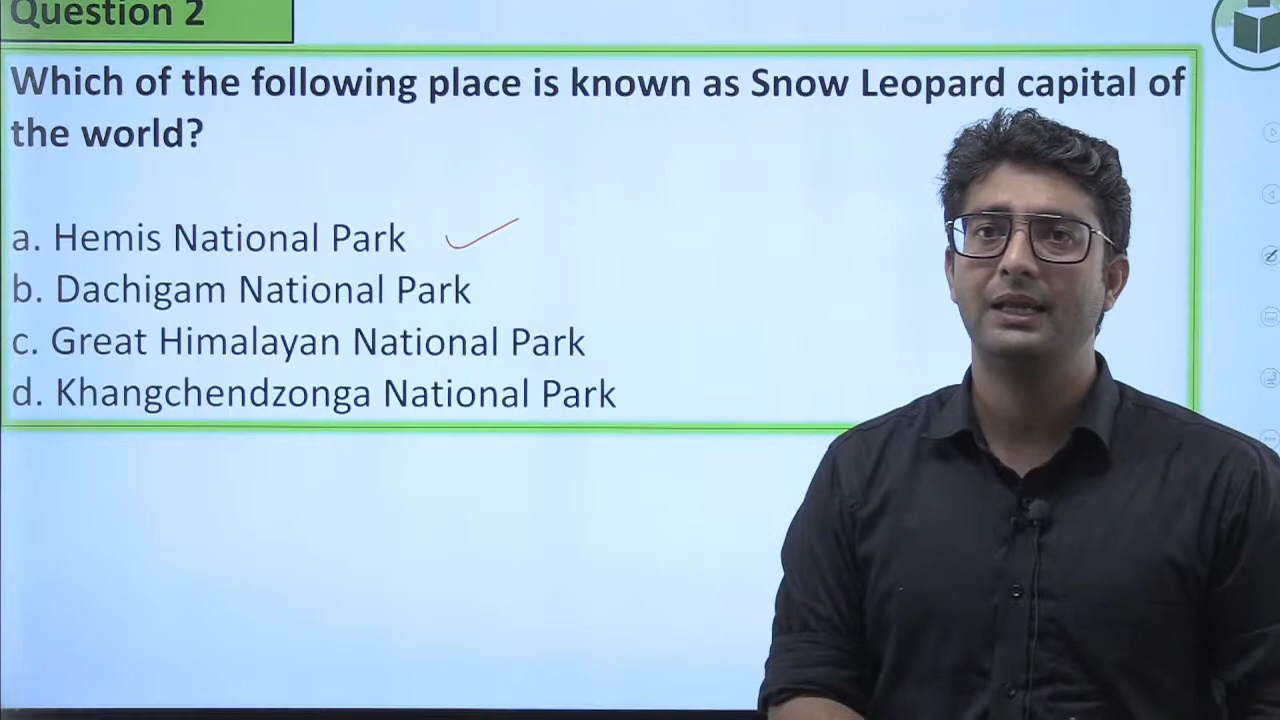 Question 2
Which of the following place is known as Snow Leopard capital of
the world?
a. Hemis National Park
b. Dachigam National Park
c. Great Himalayan National Park
d. Khangchendzonga National Park